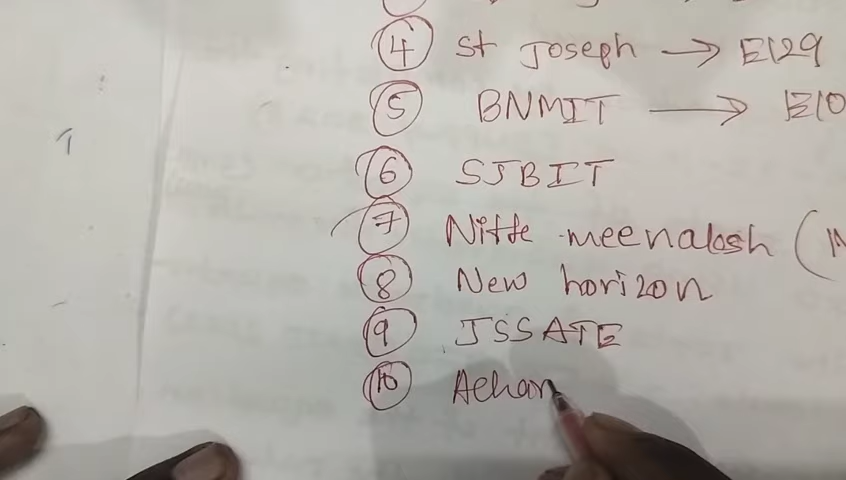 4 St Joseph → E129
5 BNMIT → E10
6 SJBIT
7 Nitte meenaksh (
8 New horizon
9 JSSATE
10 Achar